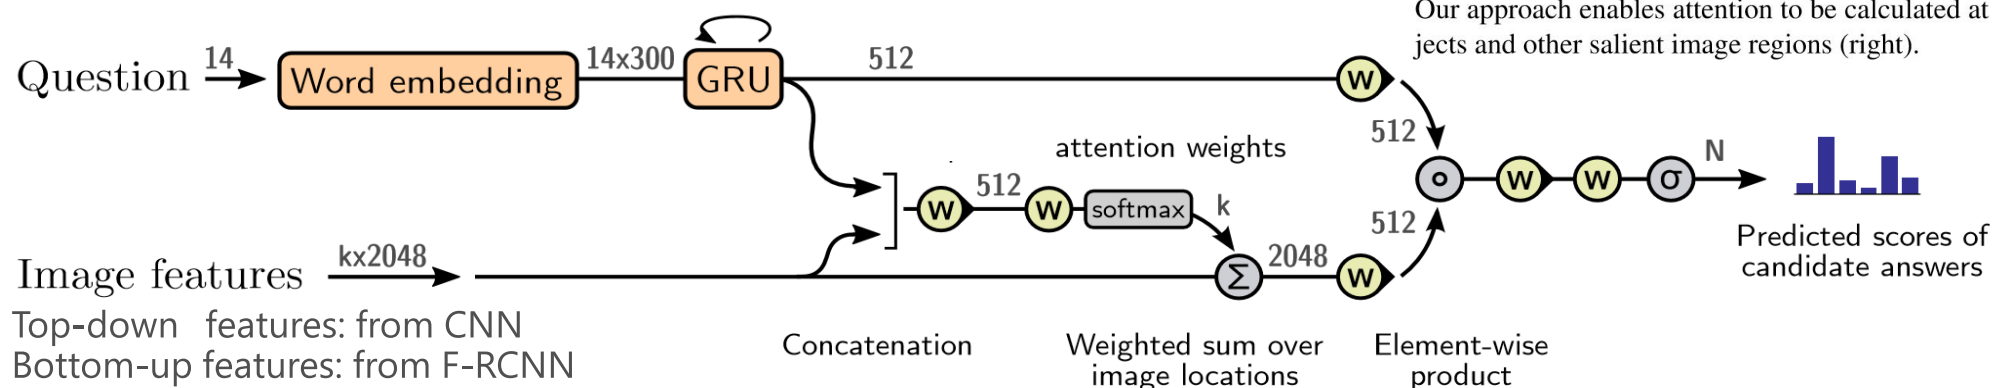 Our approach enables attention to be calculated at
jects and other salient image regions (right).
Question
14
Word embedding
14x300
GRU
512
W
512
attention weights
W
512
W
softmax
k
o
W
W
σ
N
512
Image features
kx2048
Σ
2048
W
Predicted scores of
candidate answers
Top-down features: from CNN
Bottom-up features: from F-RCNN
Concatenation
Weighted sum over
image locations
Element-wise
product